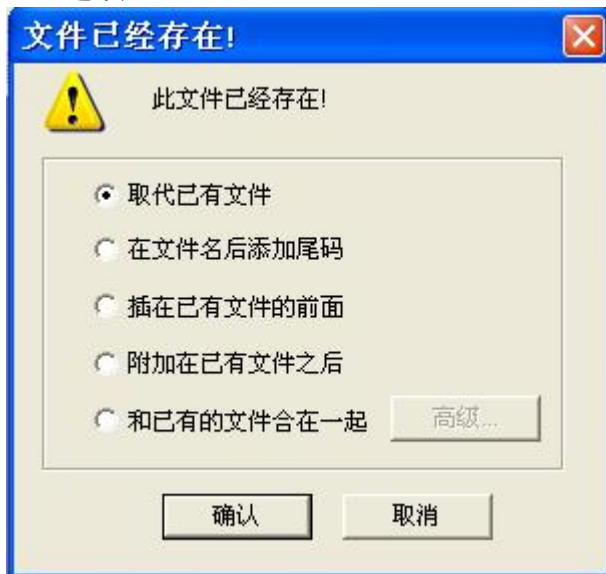 文件已经存在!
此文件已经存在!
取代已有文件
在文件名后添加尾码
插在已有文件的前面
附加在已有文件之后
和已有的文件合在一起
高级...
确认
取消